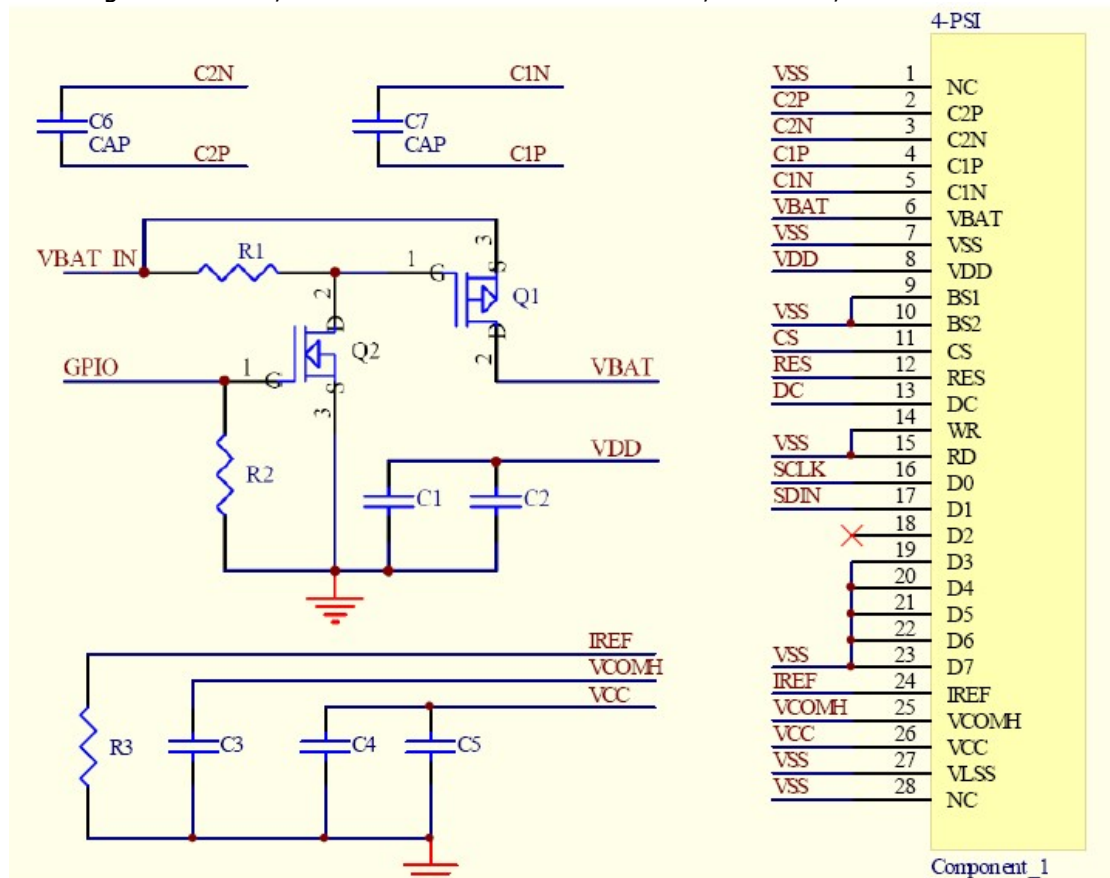 4-PSI
C2N
C6
CAP
C2P
C1N
C7
CAP
C1P
VBAT IN
R1
1
G
3
S
Q1
D
2
VBAT
2
D
Q2
GPIO
1
G
S
3
R2
VDD
C1
C2
IREF
VCOMH
VCC
R3
C3
C4
C5
VSS 1 NC
C2P 2 C2P
C2N 3 C2N
C1P 4 C1P
C1N 5 C1N
VBAT 6 VBAT
VSS 7 VSS
VDD 8 VDD
9 BS1
VSS 10 BS2
CS 11 CS
RES 12 RES
DC 13 DC
14 WR
VSS 15 RD
SCLK 16 D0
SDIN 17 D1
18 D2
19 D3
20 D4
21 D5
22 D6
VSS 23 D7
IREF 24 IREF
VCOMH 25 VCOMH
VCC 26 VCC
VSS 27 VLSS
VSS 28 NC
Component_1